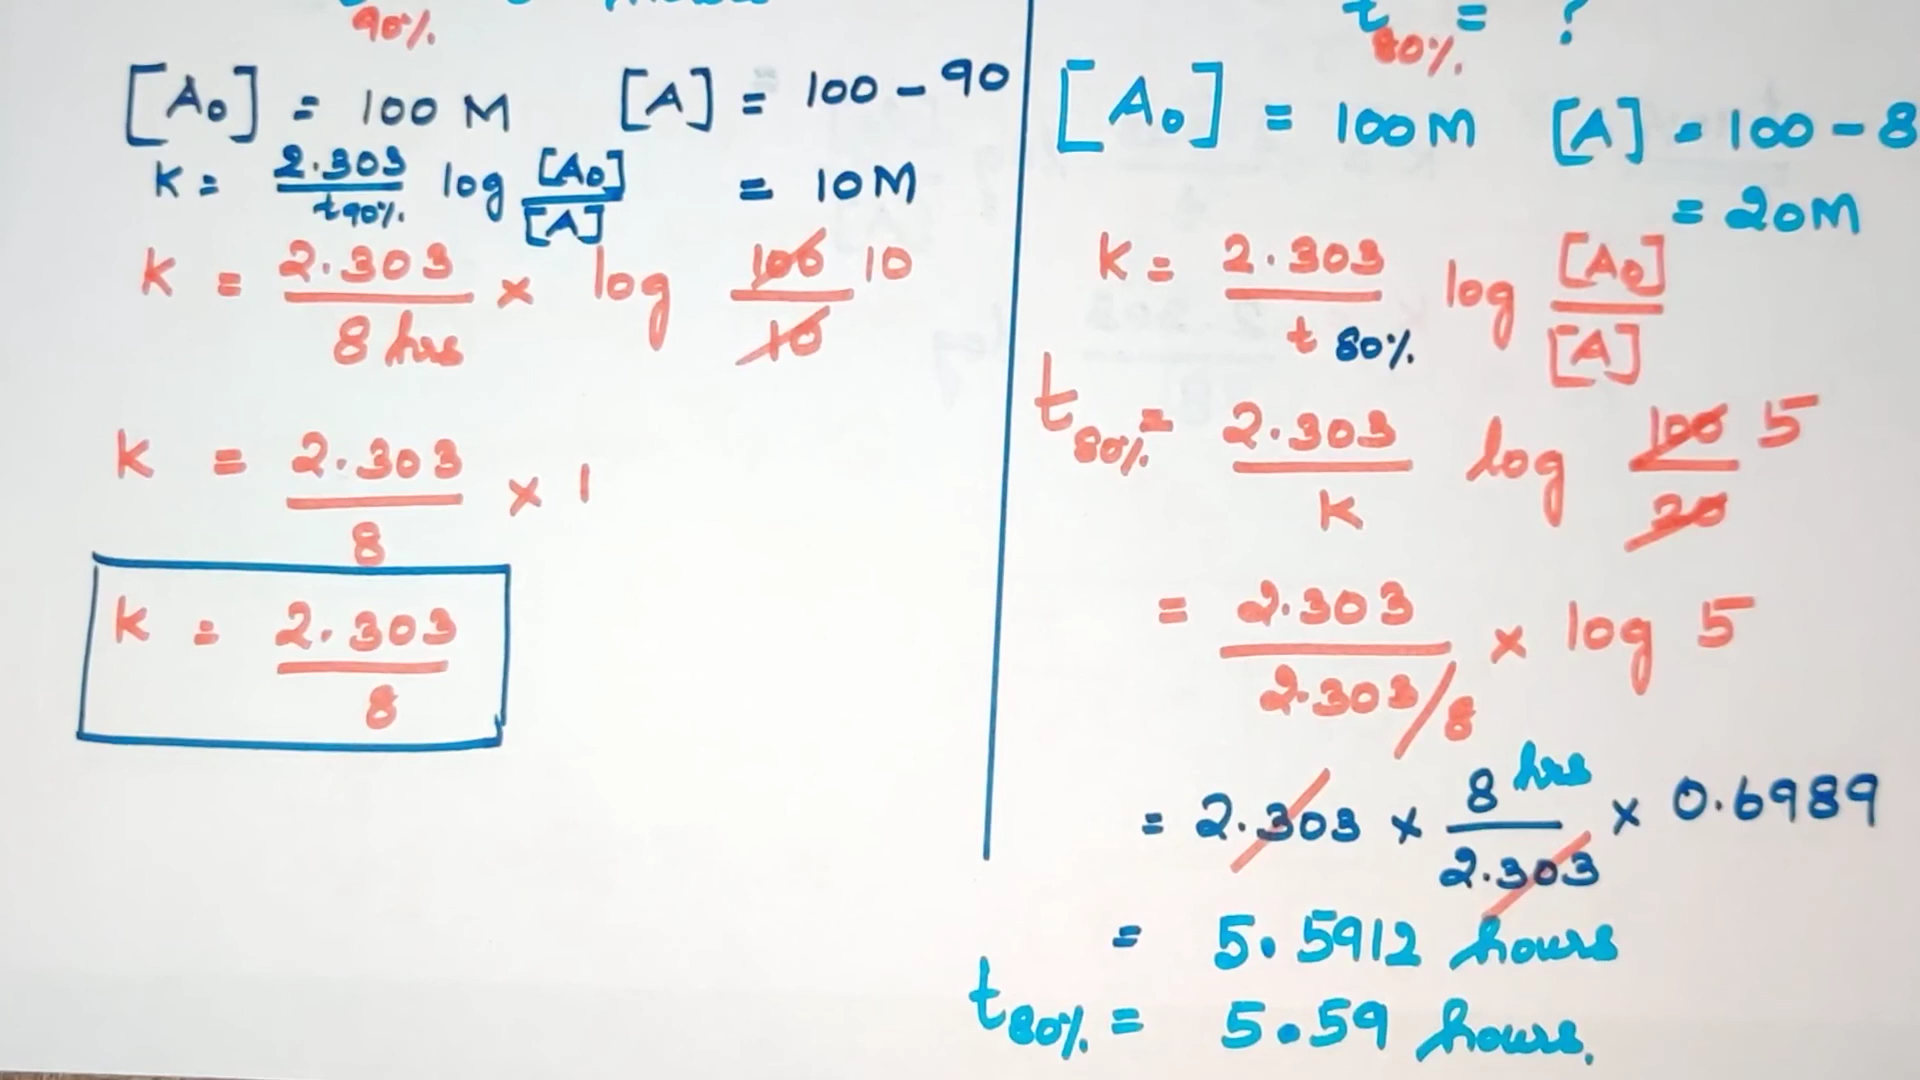 90%
[A₀] = 100 M [A] = 100 - 90
= 10 M
K = 2.303/t90% log [A₀]/[A]
K = 2.303/8 hrs × log 100/10 10
K = 2.303/8 × 1
K = 2.303/8
t80% = ?
[A₀] = 100 M [A] = 100 - 8
= 20 M
K = 2.303/t 80% log [A₀]/[A]
t80% = 2.303/K log 100/20 5
= 2.303/2.303/8 × log 5
= 2.303 × 8 hrs/2.303 × 0.6989
= 5.5912 hours
t80% = 5.59 hours.